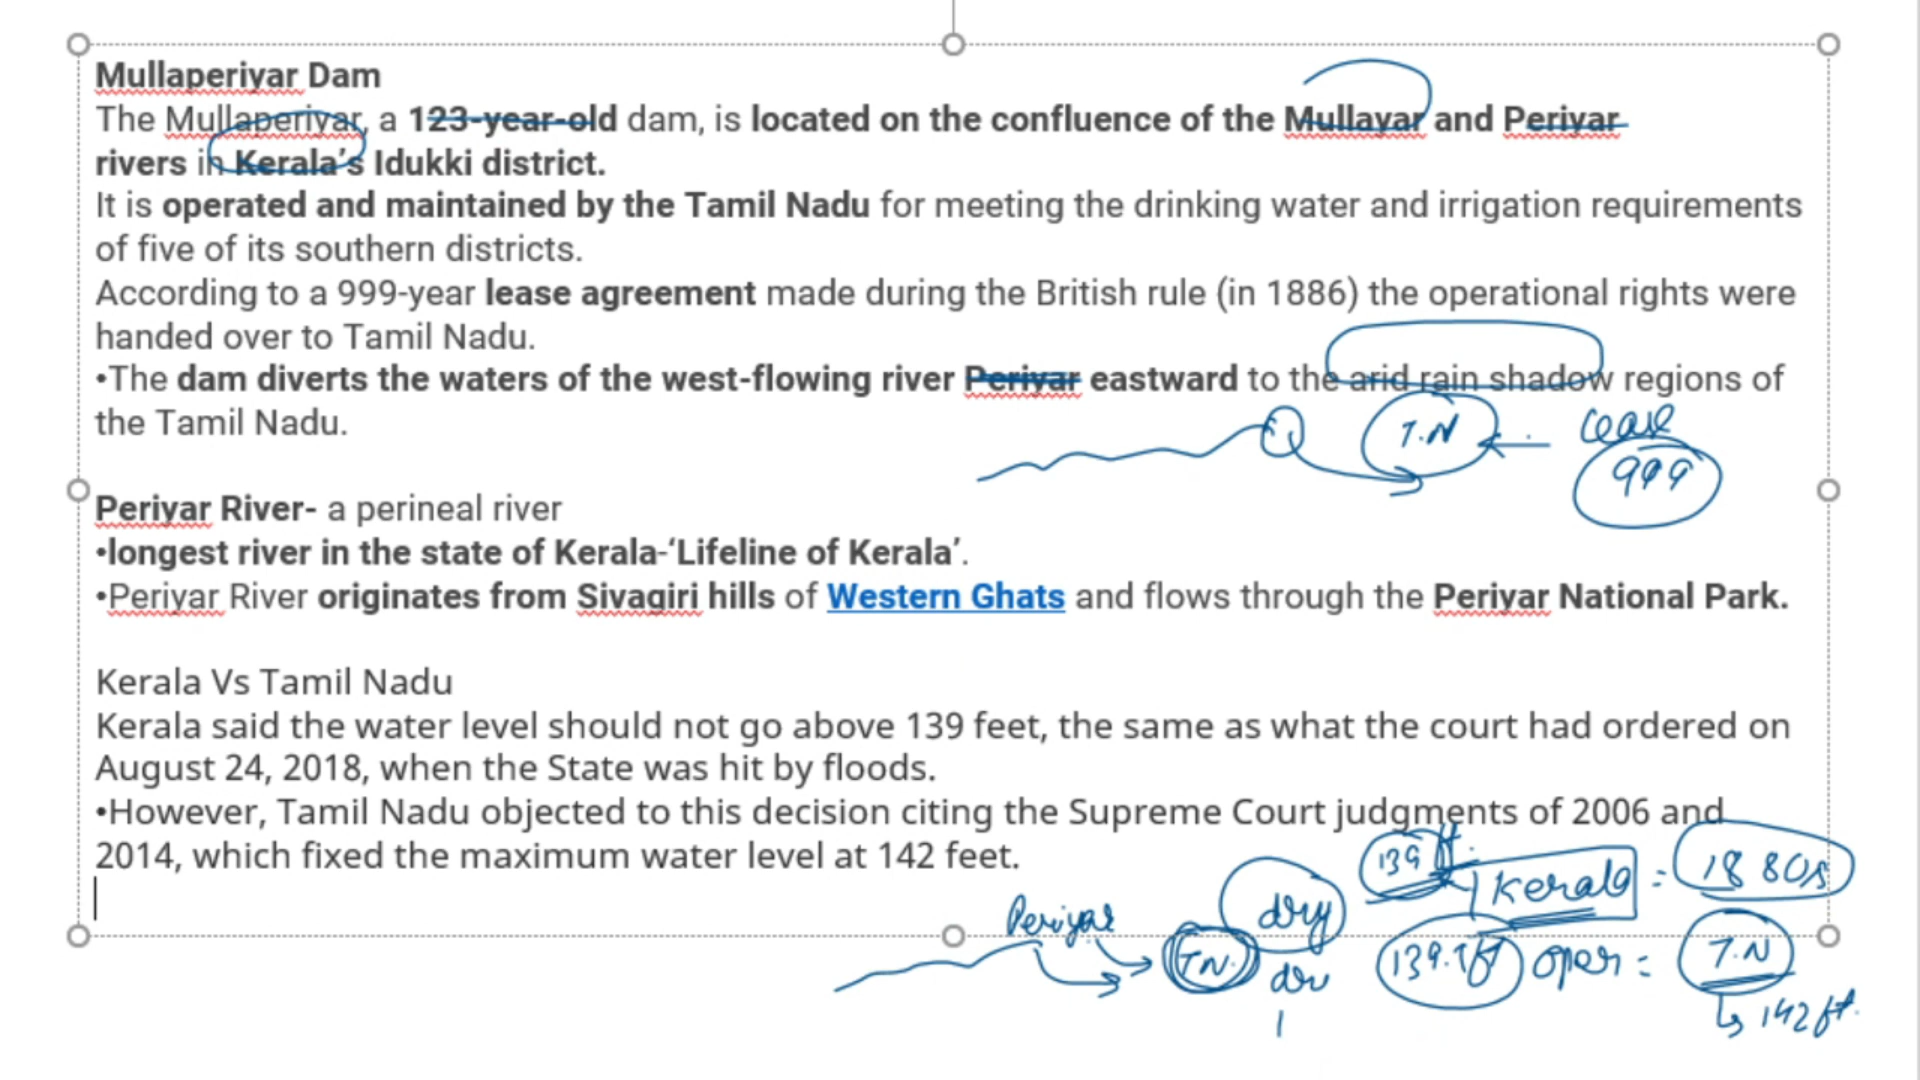 Mullaperiyar Dam
The Mullaperiyar, a 123-year-old dam, is located on the confluence of the Mullayar and Periyar
rivers in Kerala's Idukki district.
It is operated and maintained by the Tamil Nadu for meeting the drinking water and irrigation requirements
of five of its southern districts.
According to a 999-year lease agreement made during the British rule (in 1886) the operational rights were
handed over to Tamil Nadu.
•The dam diverts the waters of the west-flowing river Periyar eastward to the arid rain shadow regions of
the Tamil Nadu.
T.N lease
999
Periyar River- a perineal river
•longest river in the state of Kerala-‘Lifeline of Kerala’.
•Periyar River originates from Sivagiri hills of Western Ghats and flows through the Periyar National Park.
Kerala Vs Tamil Nadu
Kerala said the water level should not go above 139 feet, the same as what the court had ordered on
August 24, 2018, when the State was hit by floods.
•However, Tamil Nadu objected to this decision citing the Supreme Court judgments of 2006 and
2014, which fixed the maximum water level at 142 feet.
139 ft. Kerala = 1880s
Periyar dry
T.N. oper = T.N
142 ft.